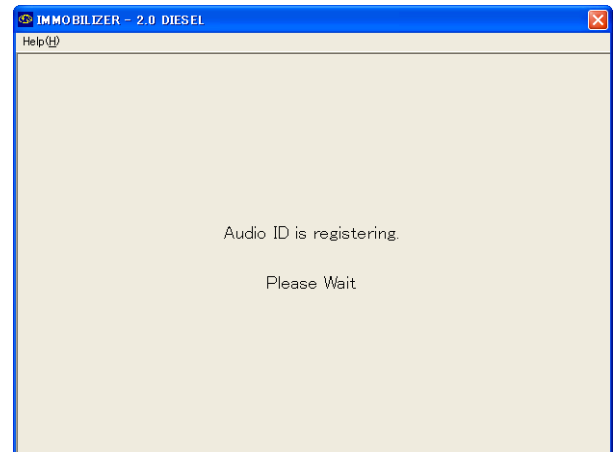 IMMOBILIZER - 2.0 DIESEL
Help(H)
Audio ID is registering.
Please Wait